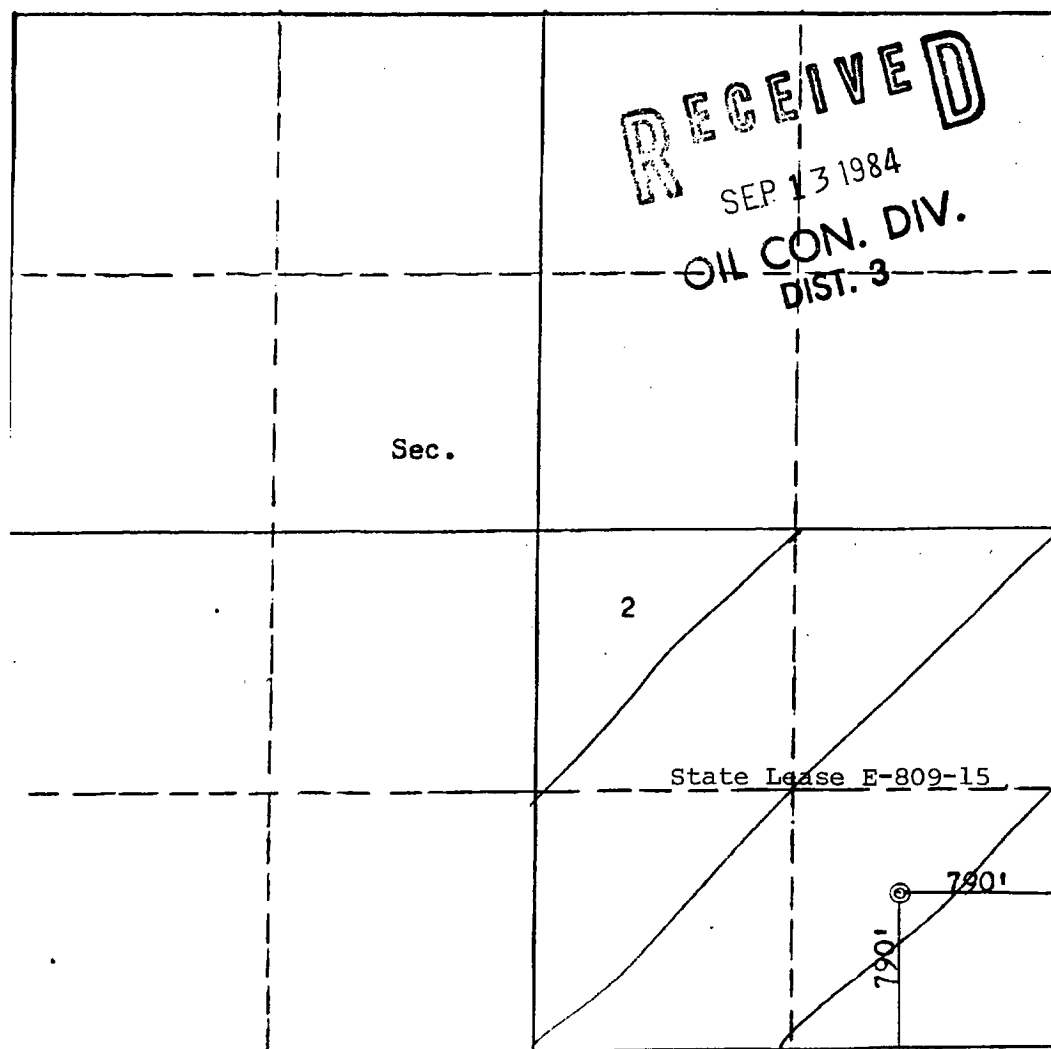 RECEIVED
SEP 13 1984
OIL CON. DIV.
DIST. 3
Sec.
2
State Lease E-809-15
790'
790'